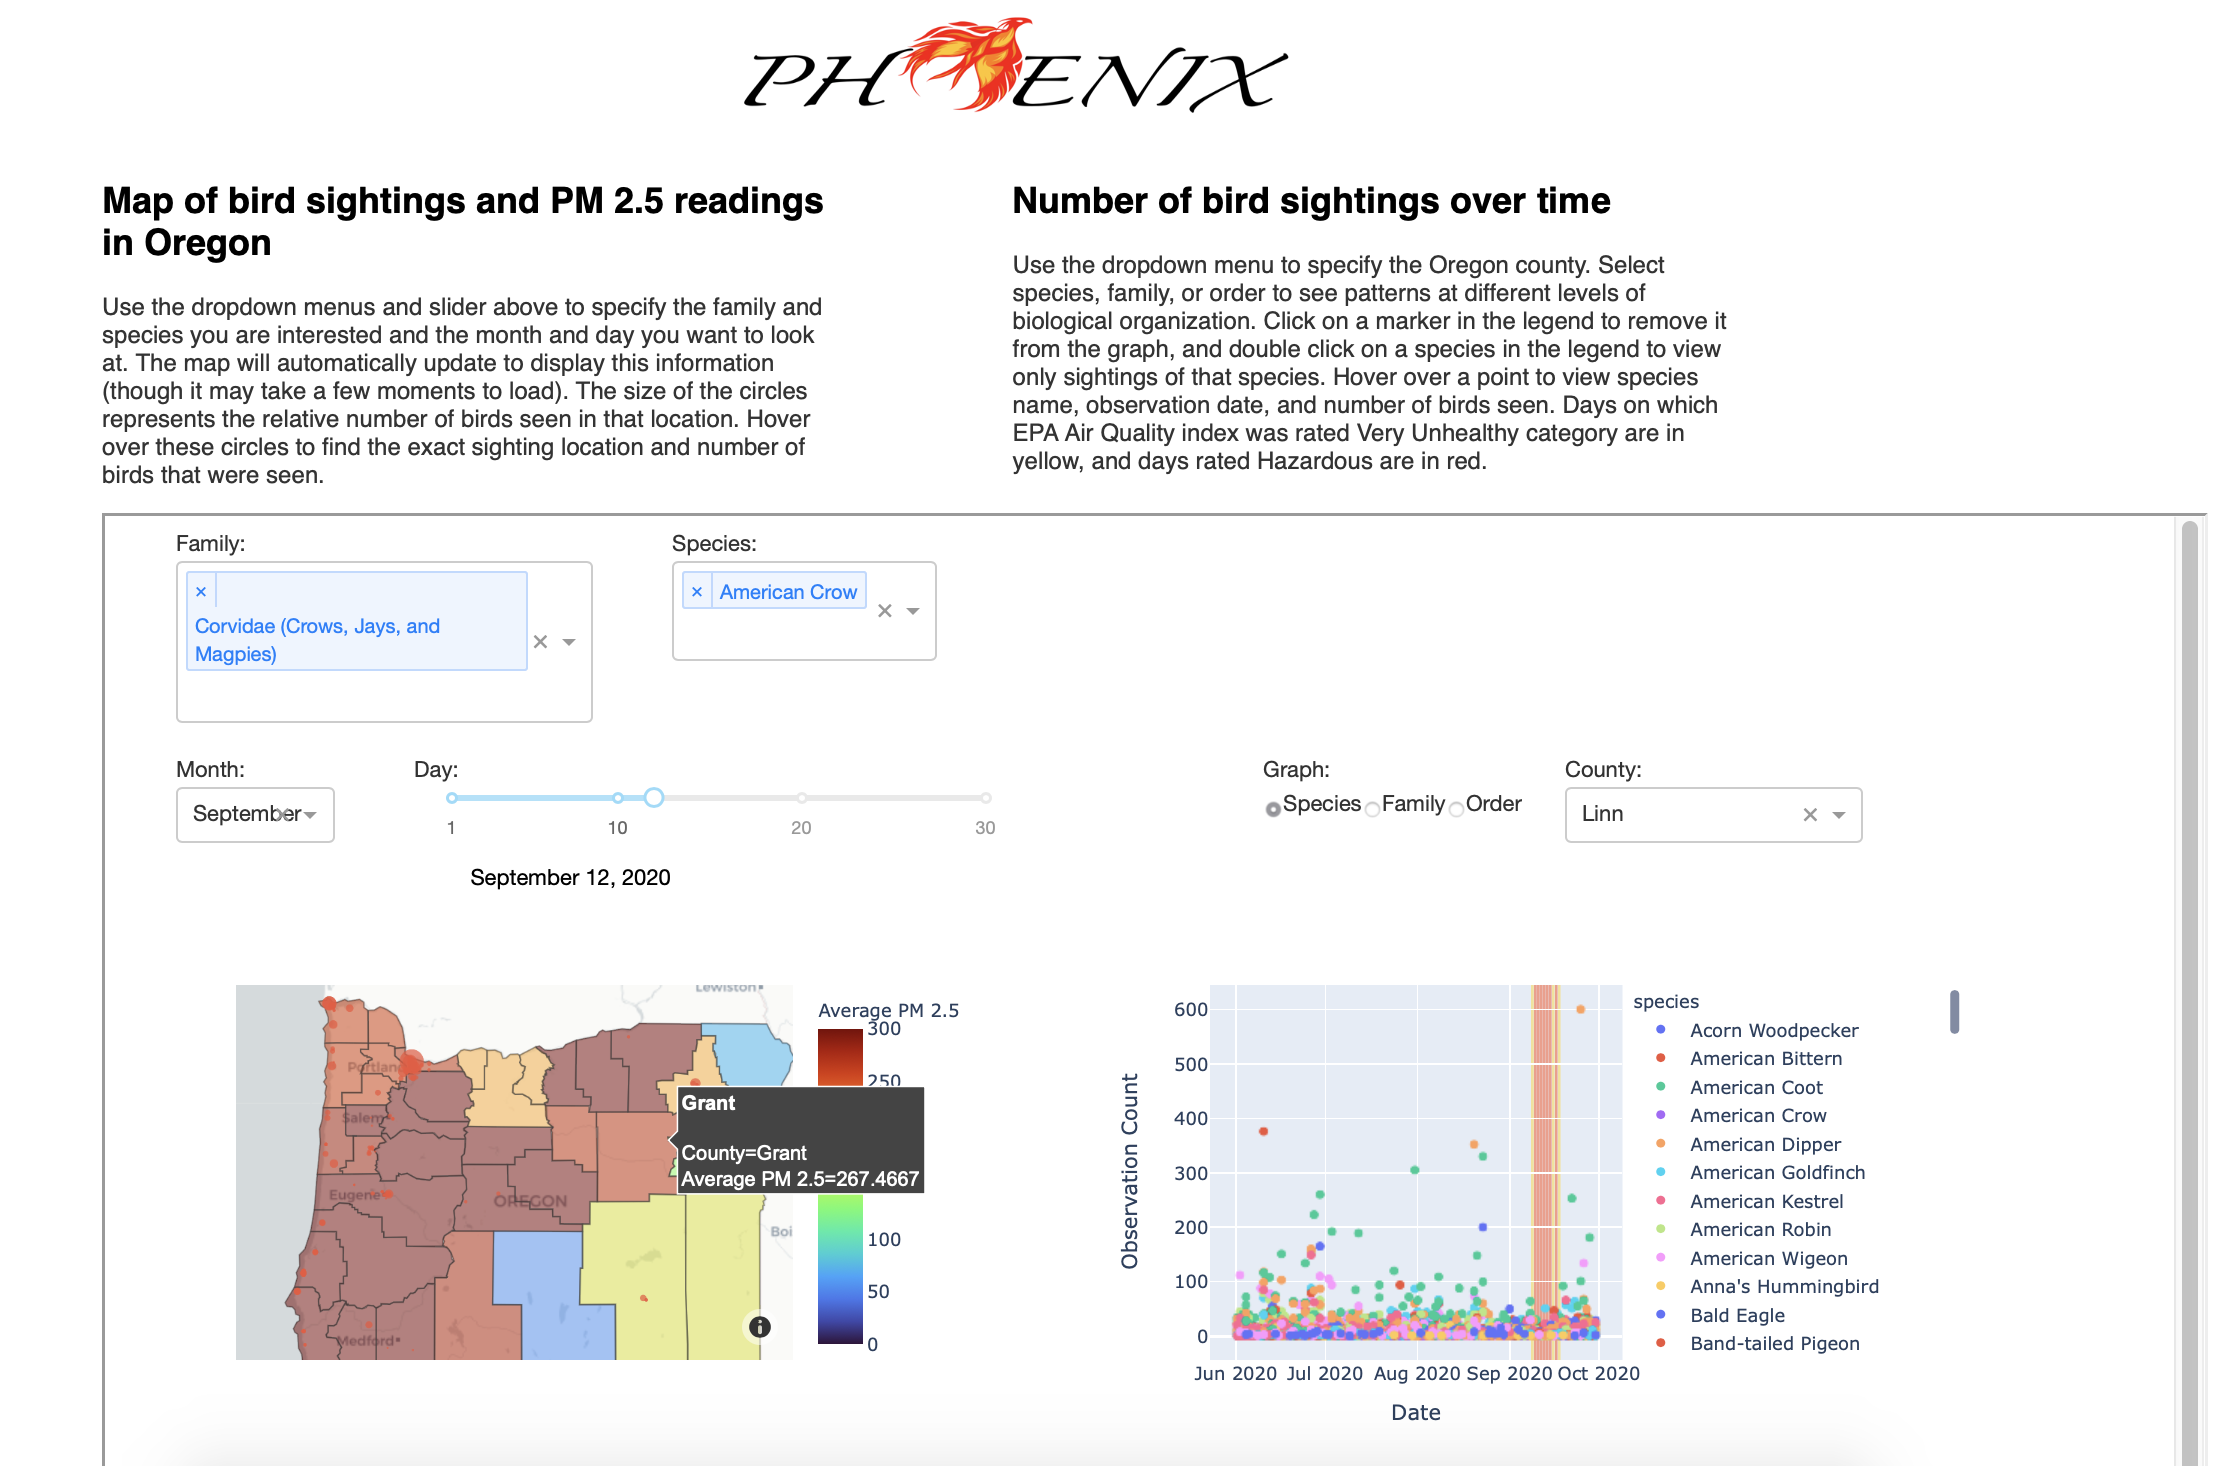 PHOENIX
Map of bird sightings and PM 2.5 readings
in Oregon
Use the dropdown menus and slider above to specify the family and
species you are interested and the month and day you want to look
at. The map will automatically update to display this information
(though it may take a few moments to load). The size of the circles
represents the relative number of birds seen in that location. Hover
over these circles to find the exact sighting location and number of
birds that were seen.
Number of bird sightings over time
Use the dropdown menu to specify the Oregon county. Select
species, family, or order to see patterns at different levels of
biological organization. Click on a marker in the legend to remove it
from the graph, and double click on a species in the legend to view
only sightings of that species. Hover over a point to view species
name, observation date, and number of birds seen. Days on which
EPA Air Quality index was rated Very Unhealthy category are in
yellow, and days rated Hazardous are in red.
Family:
× Corvidae (Crows, Jays, and
Magpies)
Species:
× American Crow
Month:
September
Day:
1 10 20 30
September 12, 2020
Graph:
Species Family Order
County:
Linn
Lewiston
Portland
Salem
Eugene
OREGON
Medford
Boi
Grant
County=Grant
Average PM 2.5=267.4667
Average PM 2.5
300
250
100
50
0
Observation Count
600
500
400
300
200
100
0
Jun 2020 Jul 2020 Aug 2020 Sep 2020 Oct 2020
Date
species
Acorn Woodpecker
American Bittern
American Coot
American Crow
American Dipper
American Goldfinch
American Kestrel
American Robin
American Wigeon
Anna's Hummingbird
Bald Eagle
Band-tailed Pigeon